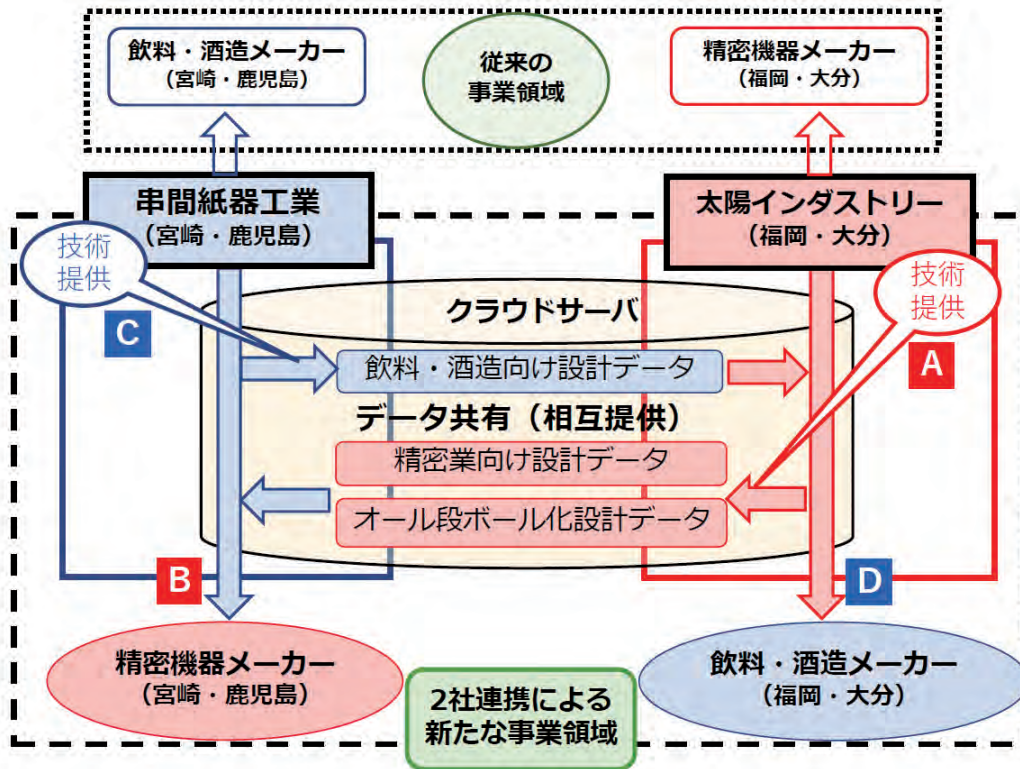 飲料・酒造メーカー
(宮崎・鹿児島)
従来の
事業領域
精密機器メーカー
(福岡・大分)
串間紙器工業
(宮崎・鹿児島)
太陽インダストリー
(福岡・大分)
技術
提供
C
技術
提供
A
クラウドサーバ
飲料・酒造向け設計データ
データ共有(相互提供)
精密業向け設計データ
オール段ボール化設計データ
B
D
精密機器メーカー
(宮崎・鹿児島)
2社連携による
新たな事業領域
飲料・酒造メーカー
(福岡・大分)